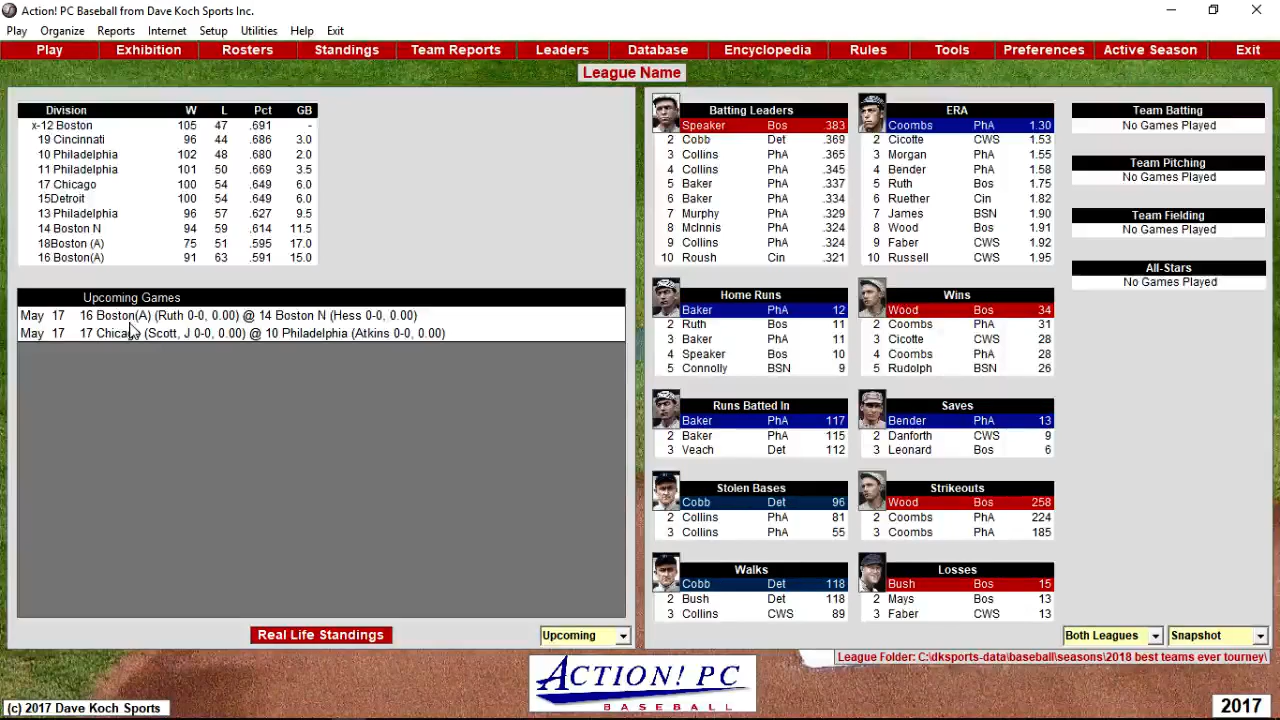 Action! PC Baseball from Dave Koch Sports Inc.
Play Organize Reports Internet Setup Utilities Help Exit
Play Exhibition Rosters Standings Team Reports Leaders Database Encyclopedia Rules Tools Preferences Active Season Exit
League Name
Division W L Pct GB
x-12 Boston 105 47 .691 -
19 Cincinnati 96 44 .686 3.0
10 Philadelphia 102 48 .680 2.0
11 Philadelphia 101 50 .669 3.5
17 Chicago 100 54 .649 6.0
15Detroit 100 54 .649 6.0
13 Philadelphia 96 57 .627 9.5
14 Boston N 94 59 .614 11.5
18Boston (A) 75 51 .595 17.0
16 Boston(A) 91 63 .591 15.0
Upcoming Games
May 17 16 Boston(A) (Ruth 0-0, 0.00) @ 14 Boston N (Hess 0-0, 0.00)
May 17 17 Chicago (Scott, J 0-0, 0.00) @ 10 Philadelphia (Atkins 0-0, 0.00)
Real Life Standings
Upcoming
Batting Leaders
Speaker Bos .383
2 Cobb Det .369
3 Collins PhA .365
4 Collins PhA .345
5 Baker PhA .337
6 Baker PhA .334
7 Murphy PhA .329
8 McInnis PhA .324
9 Collins PhA .324
10 Roush Cin .321
Home Runs
Baker PhA 12
2 Ruth Bos 11
3 Baker PhA 11
4 Speaker Bos 10
5 Connolly BSN 9
Runs Batted In
Baker PhA 117
2 Baker PhA 115
3 Veach Det 112
Stolen Bases
Cobb Det 96
2 Collins PhA 81
3 Collins PhA 55
Walks
Cobb Det 118
2 Bush Det 118
3 Collins CWS 89
ERA
Coombs PhA 1.30
2 Cicotte CWS 1.53
3 Morgan PhA 1.55
4 Bender PhA 1.58
5 Ruth Bos 1.75
6 Ruether Cin 1.82
7 James BSN 1.90
8 Wood Bos 1.91
9 Faber CWS 1.92
10 Russell CWS 1.95
Wins
Wood Bos 34
2 Coombs PhA 31
3 Cicotte CWS 28
4 Coombs PhA 28
5 Rudolph BSN 26
Saves
Bender PhA 13
2 Danforth CWS 9
3 Leonard Bos 6
Strikeouts
Wood Bos 258
2 Coombs PhA 224
3 Coombs PhA 185
Losses
Bush Bos 15
2 Mays Bos 13
3 Faber CWS 13
Team Batting
No Games Played
Team Pitching
No Games Played
Team Fielding
No Games Played
All-Stars
No Games Played
Both Leagues Snapshot
League Folder: C:\dksports-data\baseball\seasons\2018 best teams ever tourney\
ACTION! PC
BASEBALL
(c) 2017 Dave Koch Sports
2017